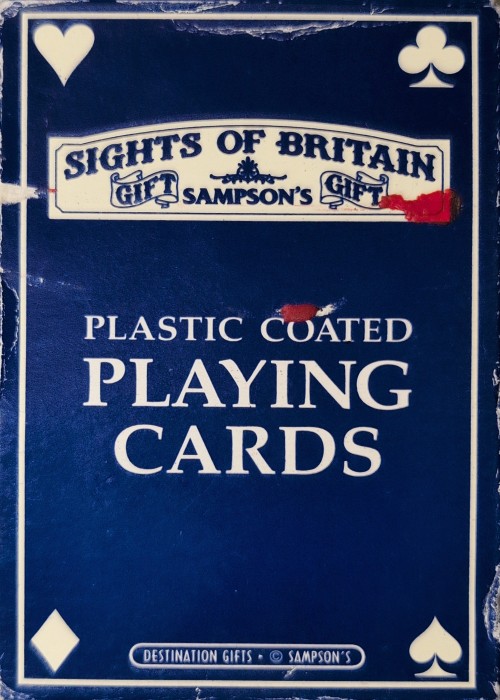 SIGHTS OF BRITAIN
GIFT SAMPSON'S GIFT
PLASTIC COATED
PLAYING
CARDS
DESTINATION GIFTS • © SAMPSON'S